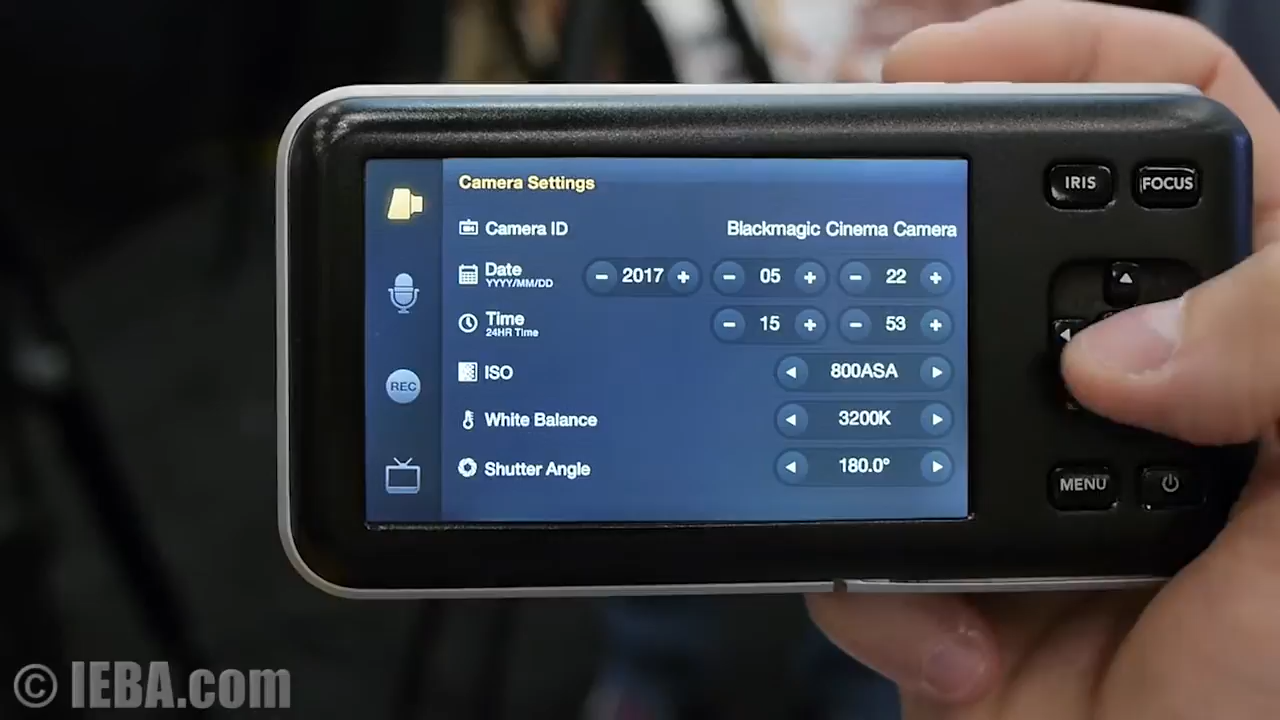 Camera Settings
Camera ID Blackmagic Cinema Camera
Date
YYYY/MM/DD
− 2017 + − 05 + − 22 +
Time
24HR Time
− 15 + − 53 +
ISO 800ASA
White Balance 3200K
Shutter Angle 180.0°
REC
IRIS FOCUS
MENU
© IEBA.com